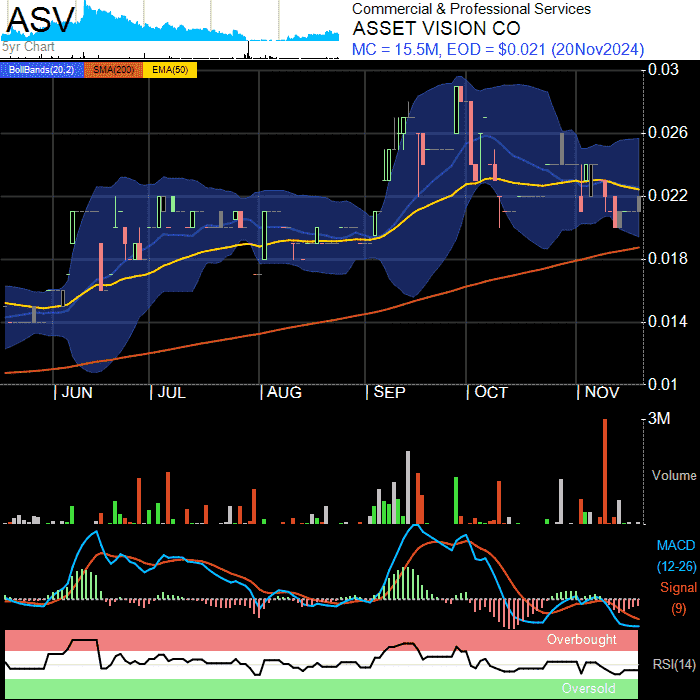 ASV
5yr Chart
Commercial & Professional Services
ASSET VISION CO
MC = 15.5M, EOD = $0.021 (20Nov2024)
BollBands(20,2) SMA(200) EMA(50)
0.03
0.026
0.022
0.018
0.014
0.01
JUN JUL AUG SEP OCT NOV
3M
Volume
MACD
(12-26)
Signal
(9)
Overbought
RSI(14)
Oversold